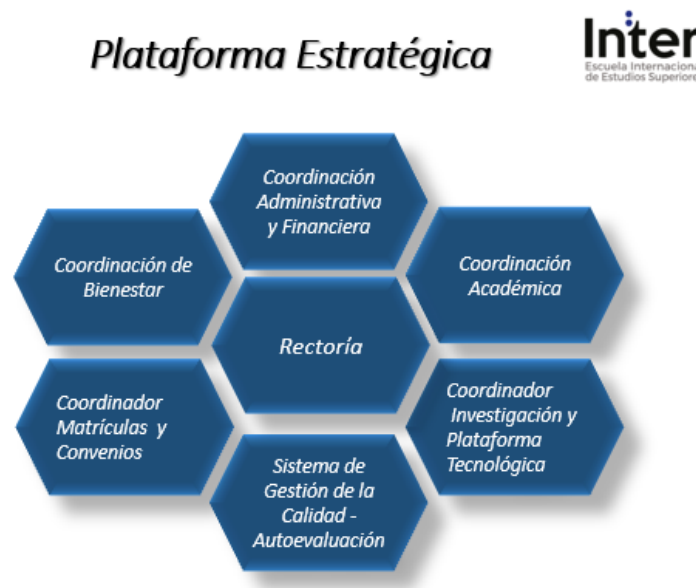 Plataforma Estratégica
Inter
Escuela Internaciona
de Estudios Superiore
Coordinación
Administrativa
y Financiera
Coordinación de
Bienestar
Coordinación
Académica
Rectoría
Coordinador
Matrículas y
Convenios
Coordinador
Investigación y
Plataforma
Tecnológica
Sistema de
Gestión de la
Calidad -
Autoevaluación